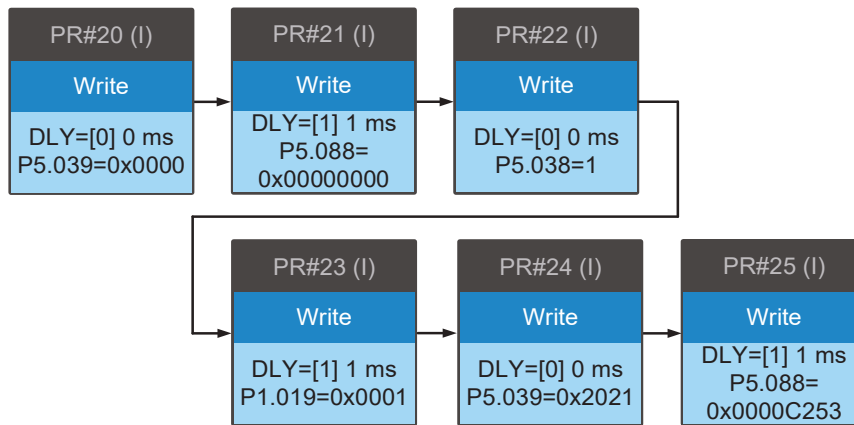 PR#20 (I)
Write
DLY=[0] 0 ms
P5.039=0x0000
PR#21 (I)
Write
DLY=[1] 1 ms
P5.088=
0x00000000
PR#22 (I)
Write
DLY=[0] 0 ms
P5.038=1
PR#23 (I)
Write
DLY=[1] 1 ms
P1.019=0x0001
PR#24 (I)
Write
DLY=[0] 0 ms
P5.039=0x2021
PR#25 (I)
Write
DLY=[1] 1 ms
P5.088=
0x0000C253